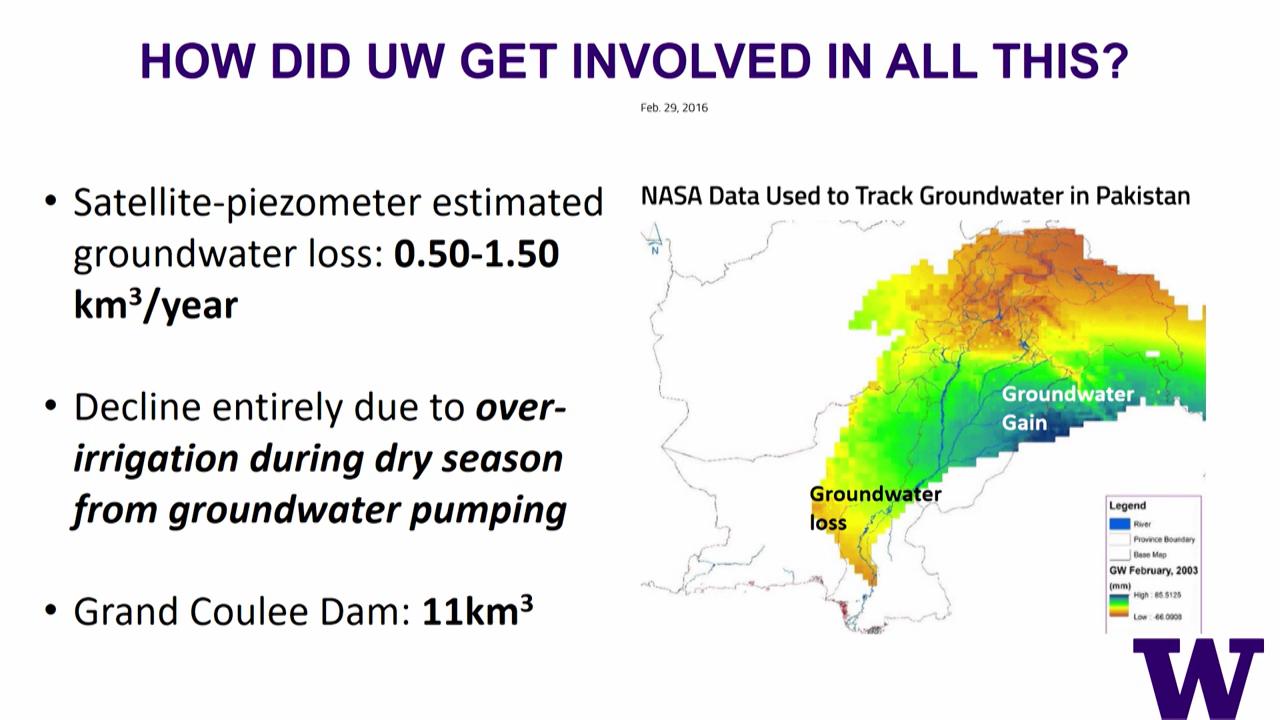 HOW DID UW GET INVOLVED IN ALL THIS?
Feb. 29, 2016
• Satellite-piezometer estimated
groundwater loss: 0.50-1.50
km³/year
• Decline entirely due to over-
irrigation during dry season
from groundwater pumping
• Grand Coulee Dam: 11km³
NASA Data Used to Track Groundwater in Pakistan
N
Groundwater
Gain
Groundwater
loss
Legend
River
Province Boundary
Base Map
GW February, 2003
(mm)
High : 85.5125
Low : -66.0908
W